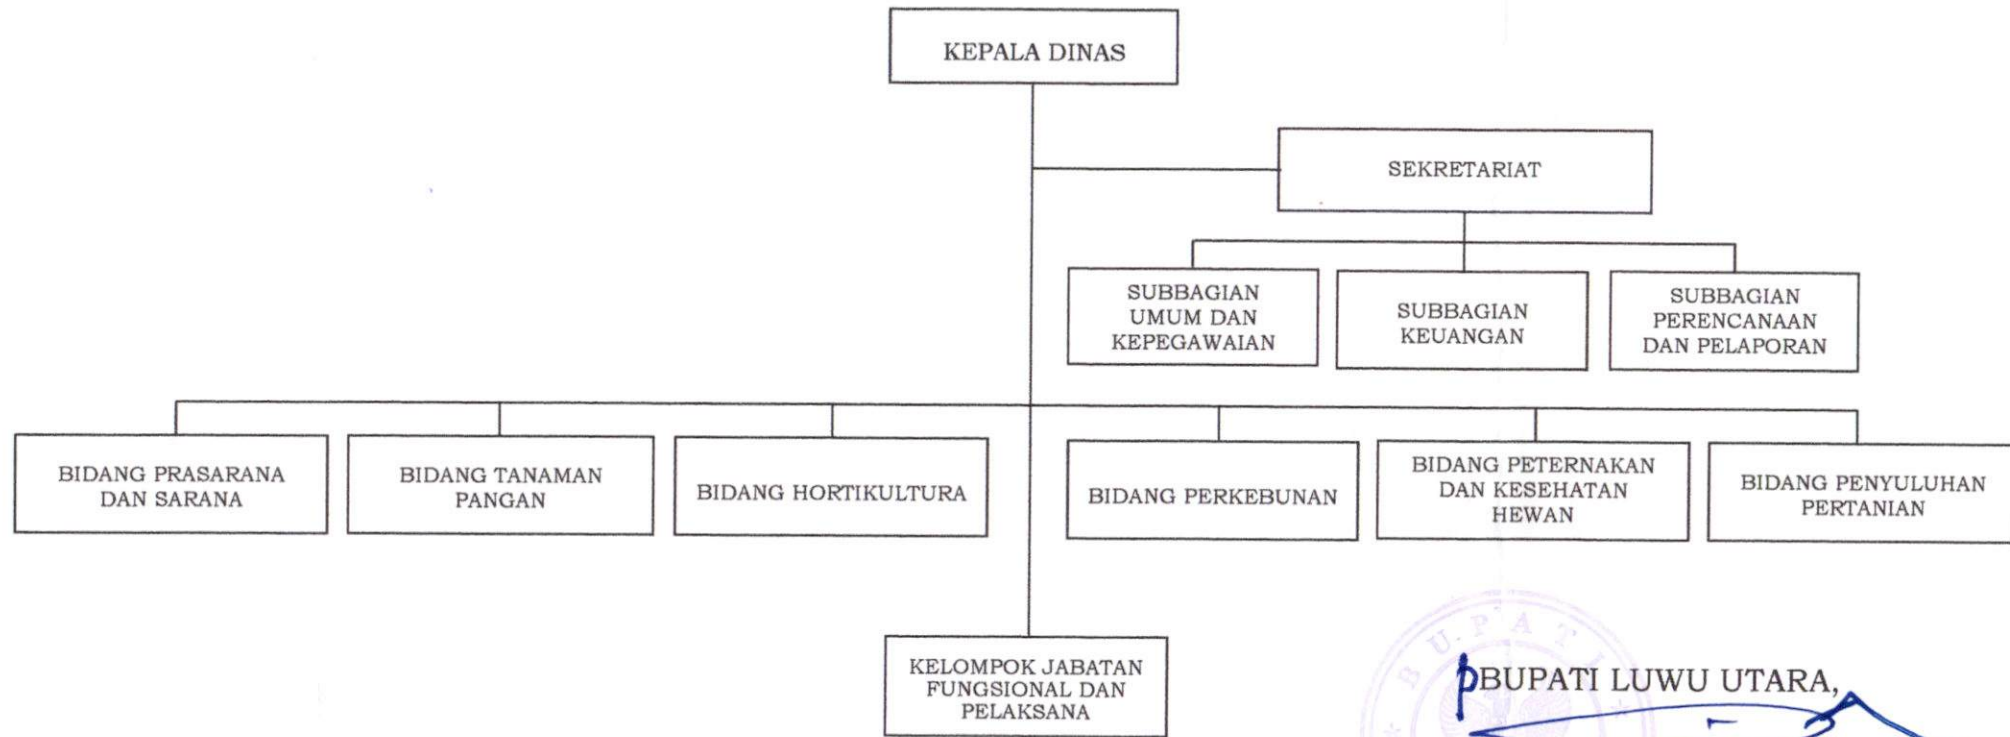 KEPALA DINAS
SEKRETARIAT
SUBBAGIAN
UMUM DAN
KEPEGAWAIAN
SUBBAGIAN
KEUANGAN
SUBBAGIAN
PERENCANAAN
DAN PELAPORAN
BIDANG PRASARANA
DAN SARANA
BIDANG TANAMAN
PANGAN
BIDANG HORTIKULTURA
BIDANG PERKEBUNAN
BIDANG PETERNAKAN
DAN KESEHATAN
HEWAN
BIDANG PENYULUHAN
PERTANIAN
KELOMPOK JABATAN
FUNGSIONAL DAN
PELAKSANA
BUPATI
BUPATI LUWU UTARA,